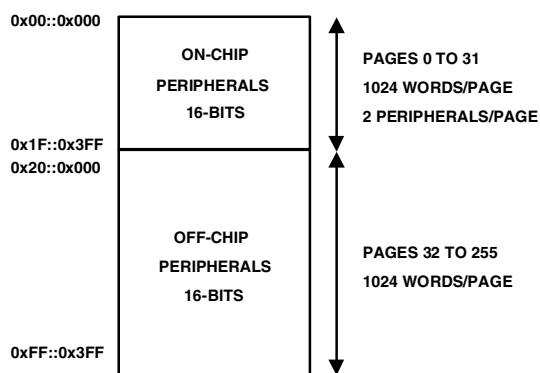 0x00::0x000
ON-CHIP
PERIPHERALS
16-BITS
PAGES 0 TO 31
1024 WORDS/PAGE
2 PERIPHERALS/PAGE
0x1F::0x3FF
0x20::0x000
OFF-CHIP
PERIPHERALS
16-BITS
PAGES 32 TO 255
1024 WORDS/PAGE
0xFF::0x3FF